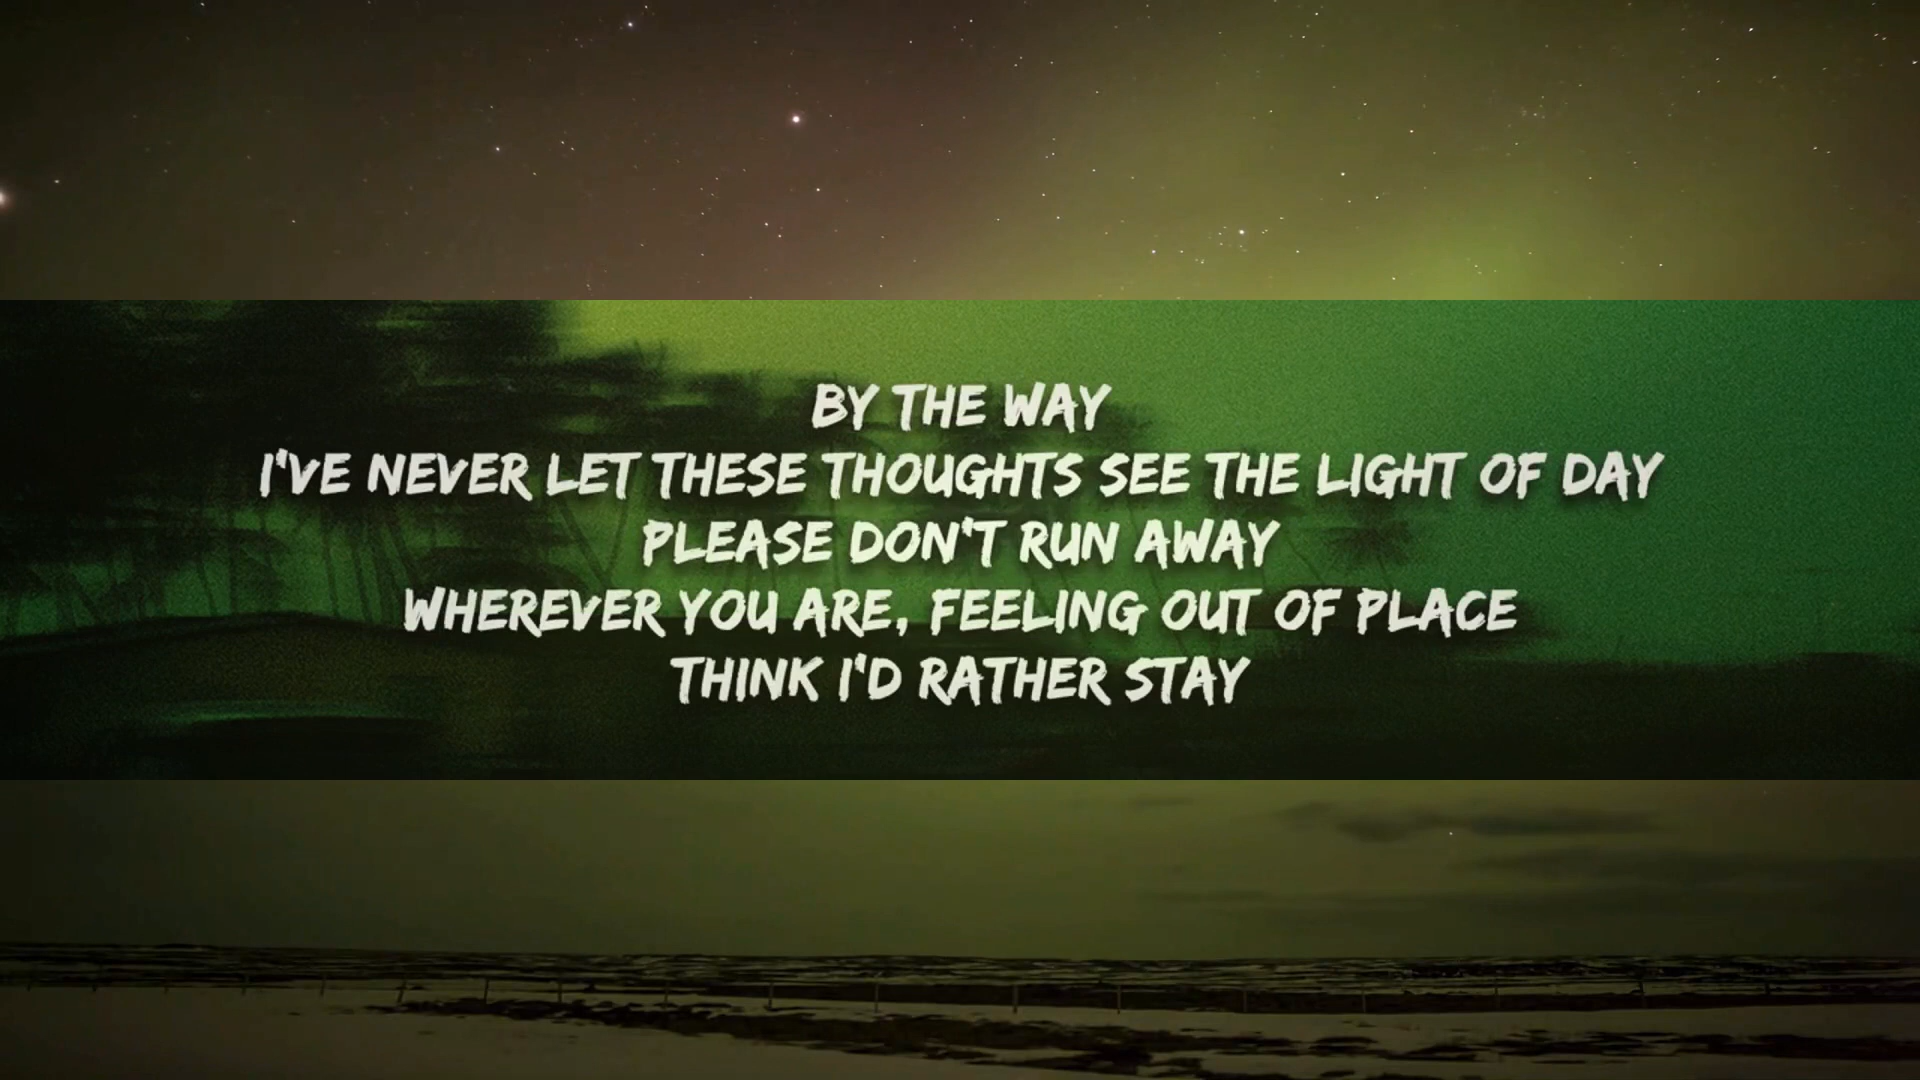 BY THE WAY
I'VE NEVER LET THESE THOUGHTS SEE THE LIGHT OF DAY
PLEASE DON'T RUN AWAY
WHEREVER YOU ARE, FEELING OUT OF PLACE
THINK I'D RATHER STAY